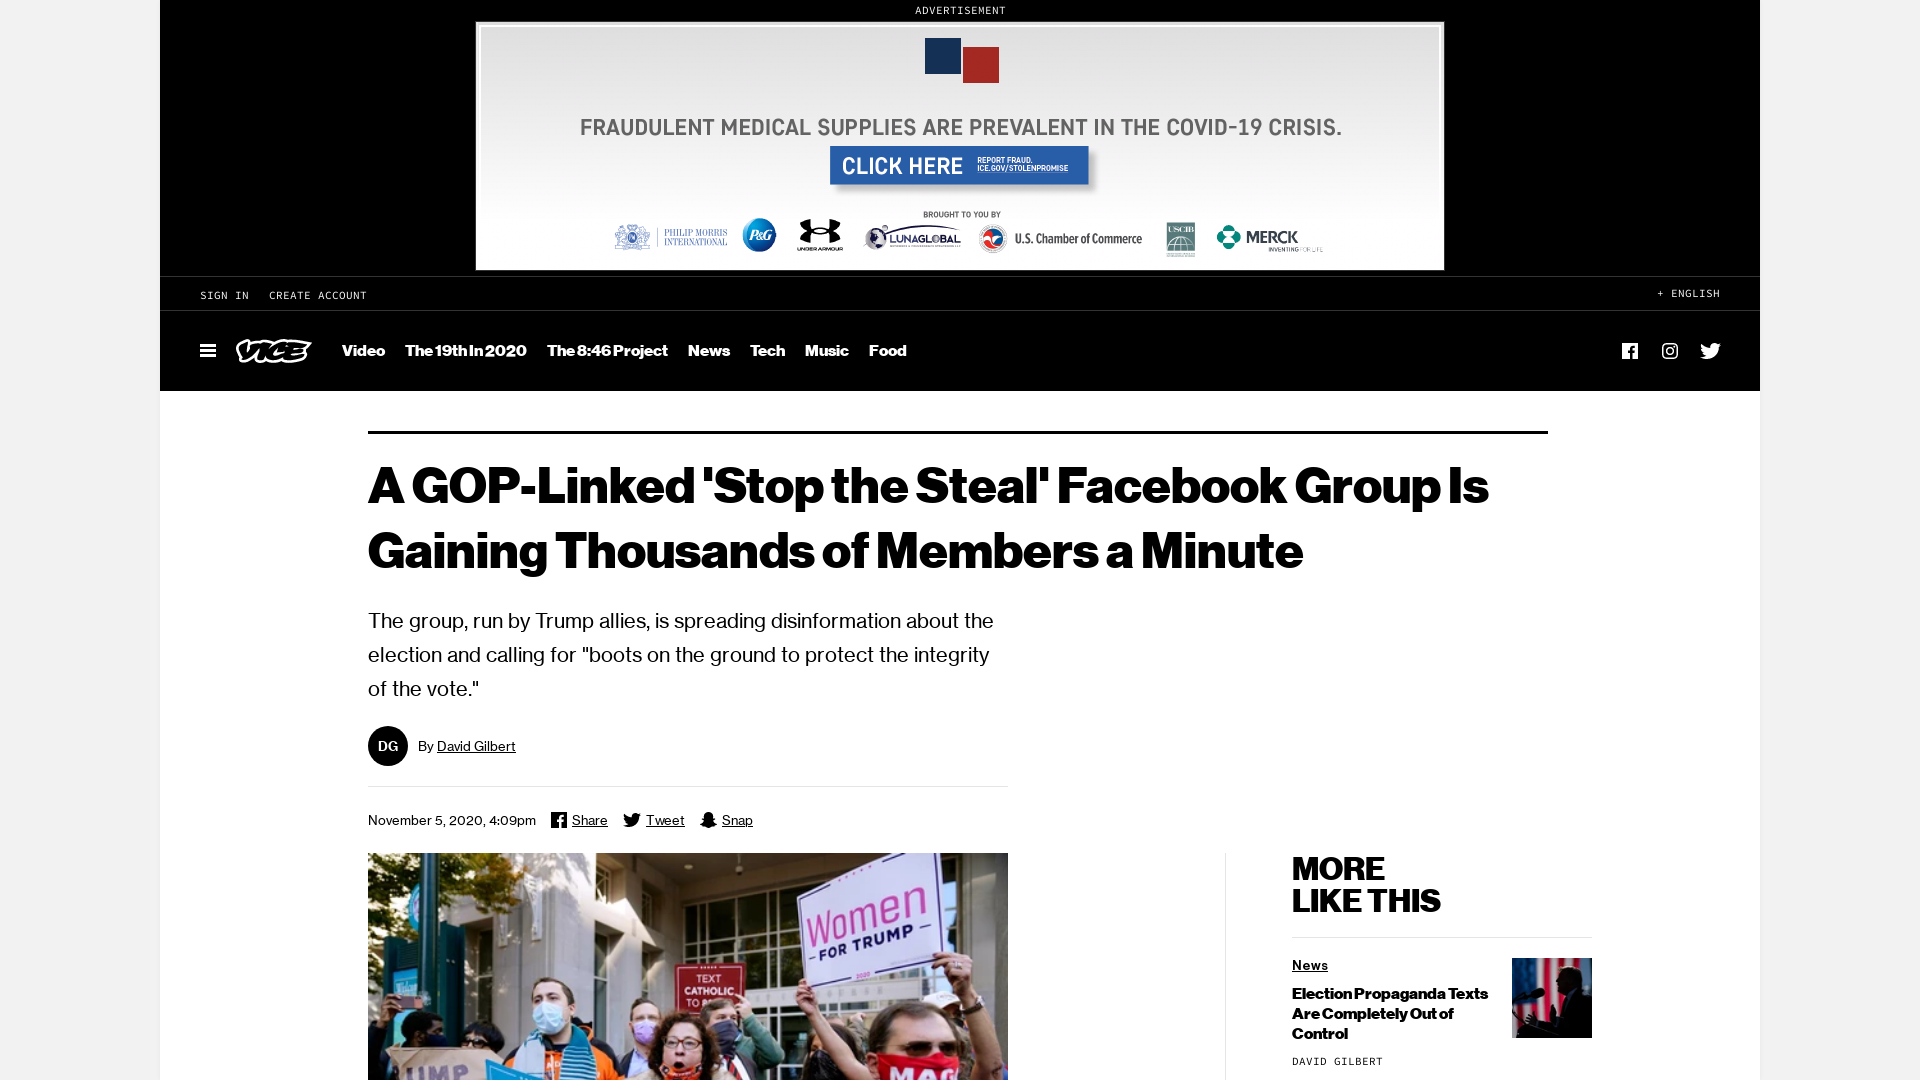 ADVERTISEMENT
FRAUDULENT MEDICAL SUPPLIES ARE PREVALENT IN THE COVID-19 CRISIS.
CLICK HERE
REPORT FRAUD.
ICE.GOV/STOLENPROMISE
BROUGHT TO YOU BY
PHILIP MORRIS
INTERNATIONAL
P&G
UNDER ARMOUR
LUNAGLOBAL
U.S. Chamber of Commerce
USCIB
MERCK
INVENTING FOR LIFE
SIGN IN CREATE ACCOUNT + ENGLISH
VICE Video The 19th In 2020 The 8:46 Project News Tech Music Food
A GOP-Linked 'Stop the Steal' Facebook Group Is
Gaining Thousands of Members a Minute
The group, run by Trump allies, is spreading disinformation about the
election and calling for "boots on the ground to protect the integrity
of the vote."
DG By David Gilbert
November 5, 2020, 4:09pm Share Tweet Snap
Women
FOR TRUMP
2020
TEXT
CATHOLIC
TO
UMP
MAG
MORE
LIKE THIS
News
Election Propaganda Texts
Are Completely Out of
Control
DAVID GILBERT